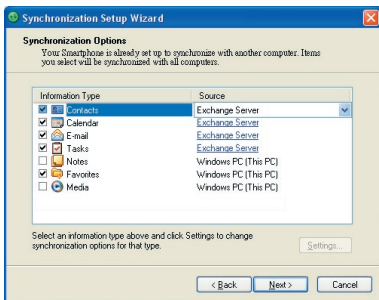 Synchronization Setup Wizard
Synchronization Options
Your Smartphone is already set up to synchronize with another computer. Items
you select will be synchronized with all computers.
Information Type Source
Contacts Exchange Server
Calendar Exchange Server
E-mail Exchange Server
Tasks Exchange Server
Notes Windows PC (This PC)
Favorites Windows PC (This PC)
Media Windows PC (This PC)
Select an information type above and click Settings to change
synchronization options for that type.
Settings...
< Back Next > Cancel